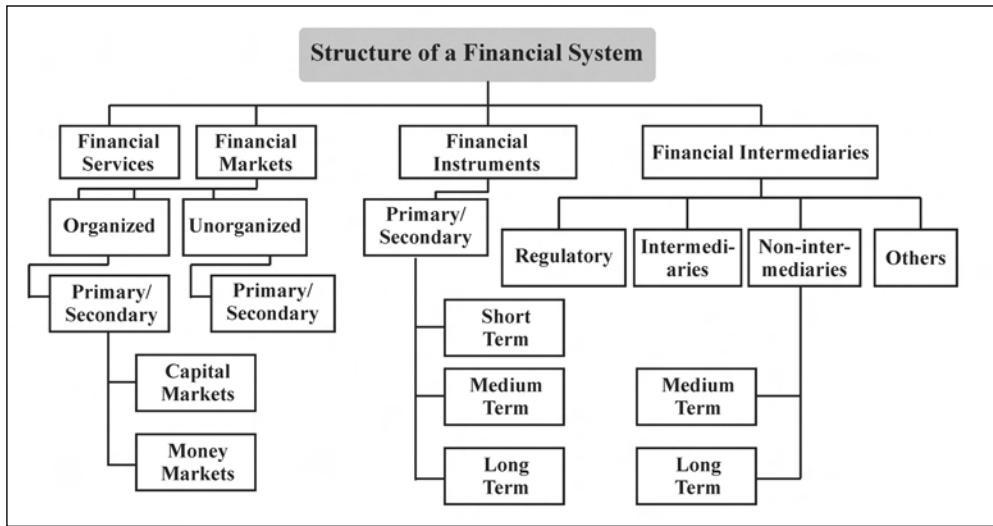 Structure of a Financial System
Financial
Services
Financial
Markets
Financial
Instruments
Financial Intermediaries
Organized
Unorganized
Primary/
Secondary
Regulatory
Intermedi-
aries
Non-inter-
mediaries
Others
Primary/
Secondary
Primary/
Secondary
Short
Term
Capital
Markets
Medium
Term
Medium
Term
Money
Markets
Long
Term
Long
Term